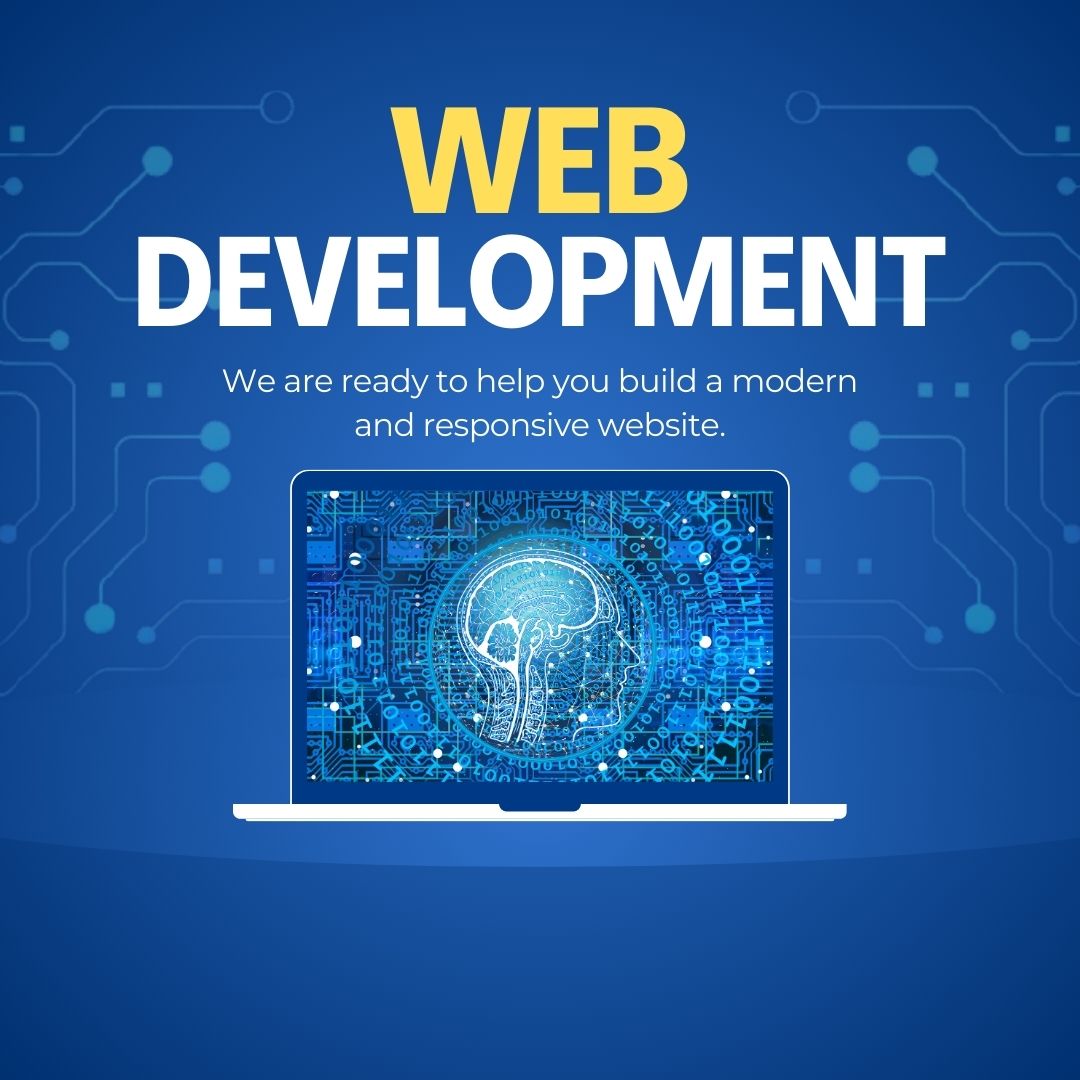 WEB
DEVELOPMENT
We are ready to help you build a modern
and responsive website.